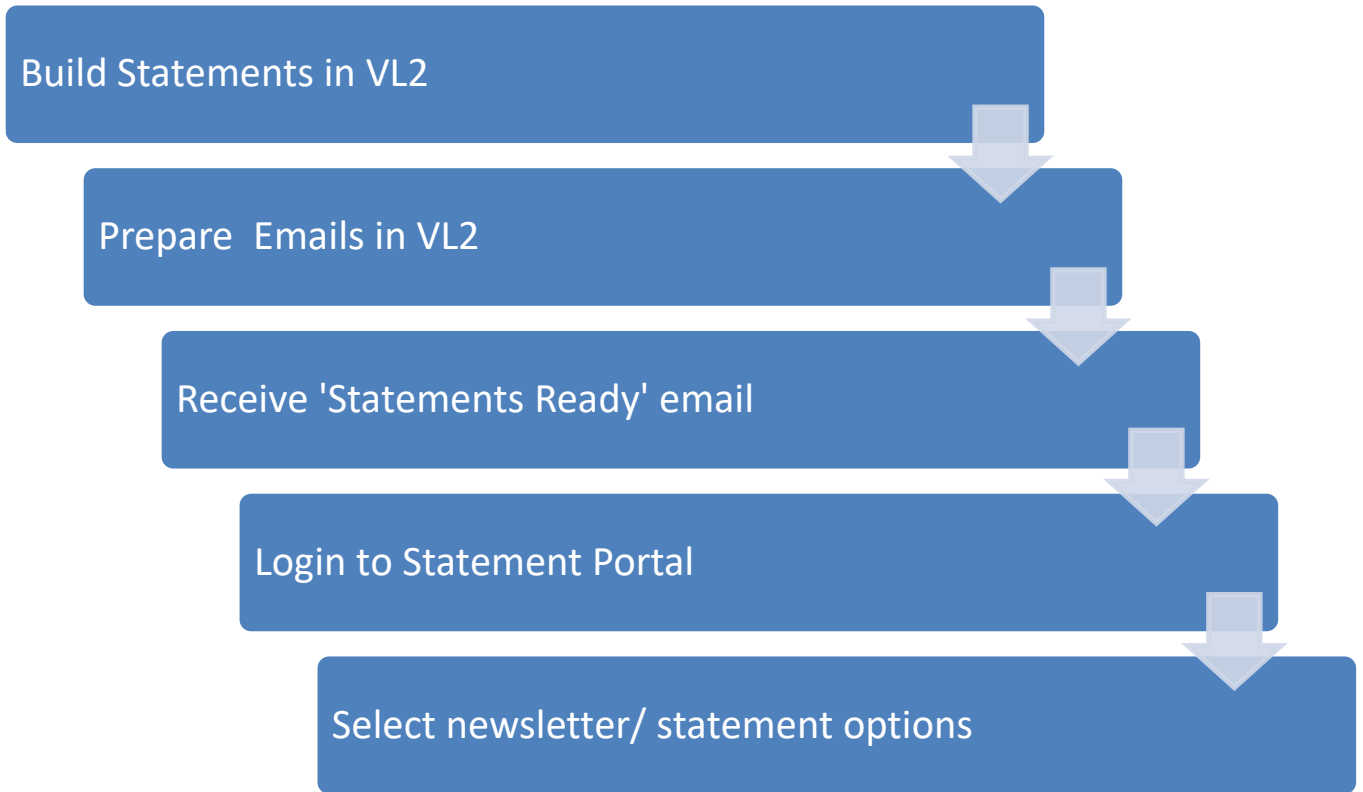 Build Statements in VL2
Prepare  Emails in VL2
Receive 'Statements Ready' email
Login to Statement Portal
Select newsletter/ statement options